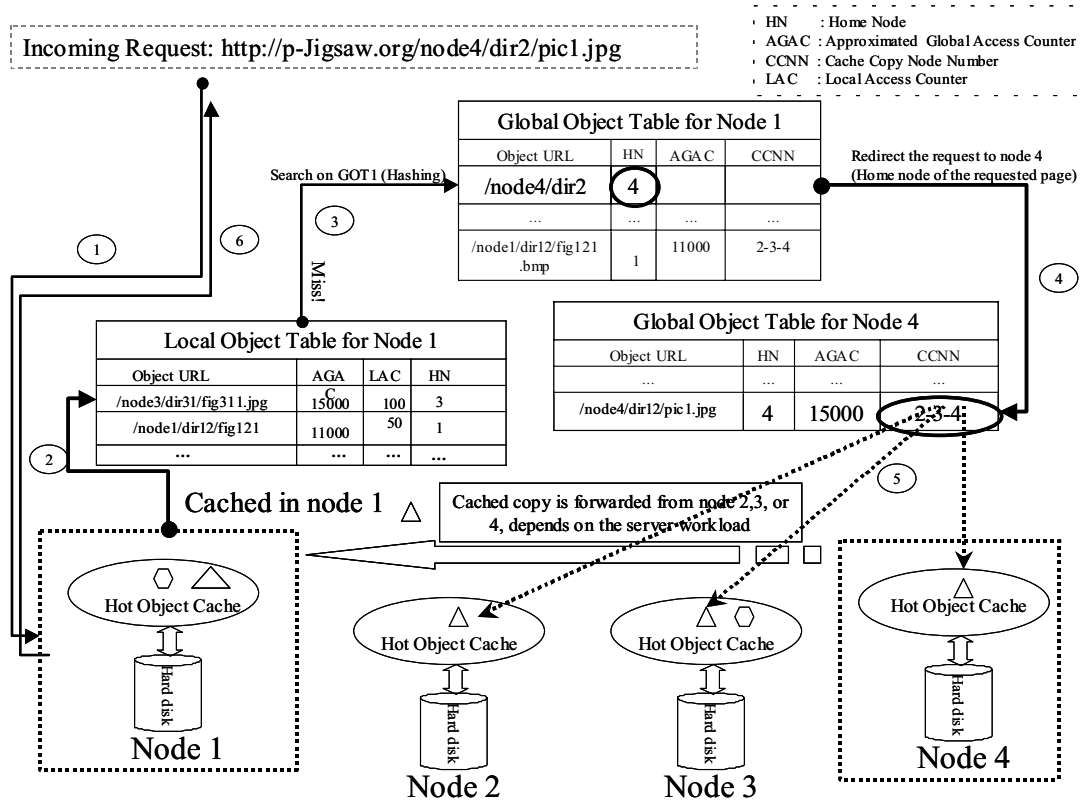 HN : Home Node
AGAC : Approximated Global Access Counter
CCNN : Cache Copy Node Number
LAC : Local Access Counter
Incoming Request: http://p-Jigsaw.org/node4/dir2/pic1.jpg
Global Object Table for Node 1
Object URL HN AGAC CCNN
/node4/dir2 4
... ...
/node1/dir12/fig121 .bmp 1 11000 2-3-4
... ...
Search on GOT1 (Hashing)
Redirect the request to node 4
(Home node of the requested page)
1
6
3
4
Miss!
Global Object Table for Node 4
Object URL HN AGAC CCNN
... ... ... ...
/node4/dir12/pic1.jpg 4 15000 2-3-4
Local Object Table for Node 1
Object URL AGAC LAC HN
/node3/dir31/fig311.jpg 15000 100 3
/node1/dir12/fig121 11000 50 1
... ... ... ...
2
5
Cached in node 1
Cached copy is forwarded from node 2,3, or
4, depends on the server workload
Hot Object Cache
Hard disk
Node 1
Hot Object Cache
Hard disk
Node 2
Hot Object Cache
Hard disk
Node 3
Hot Object Cache
Hard disk
Node 4